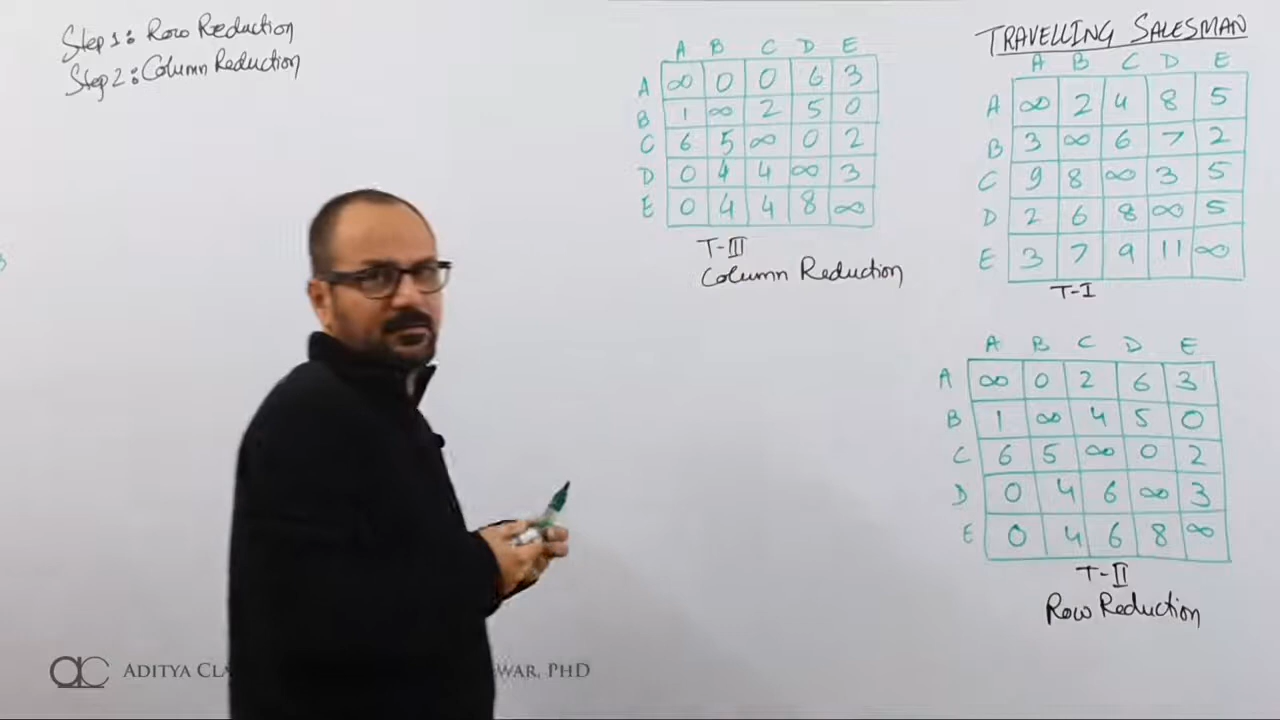 Step 1: Row Reduction
Step 2: Column Reduction
A B C D E
A ∞ 0 0 6 3
B 1 ∞ 2 5 0
C 6 5 ∞ 0 2
D 0 4 4 ∞ 3
E 0 4 4 8 ∞
T-III
Column Reduction
TRAVELLING SALESMAN
A B C D E
A ∞ 2 4 8 5
B 3 ∞ 6 7 2
C 9 8 ∞ 3 5
D 2 6 8 ∞ 5
E 3 7 9 11 ∞
T-I
A B C D E
A ∞ 0 2 6 3
B 1 ∞ 4 5 0
C 6 5 ∞ 0 2
D 0 4 6 ∞ 3
E 0 4 6 8 ∞
T-II
Row Reduction
ac ADITYA PHD